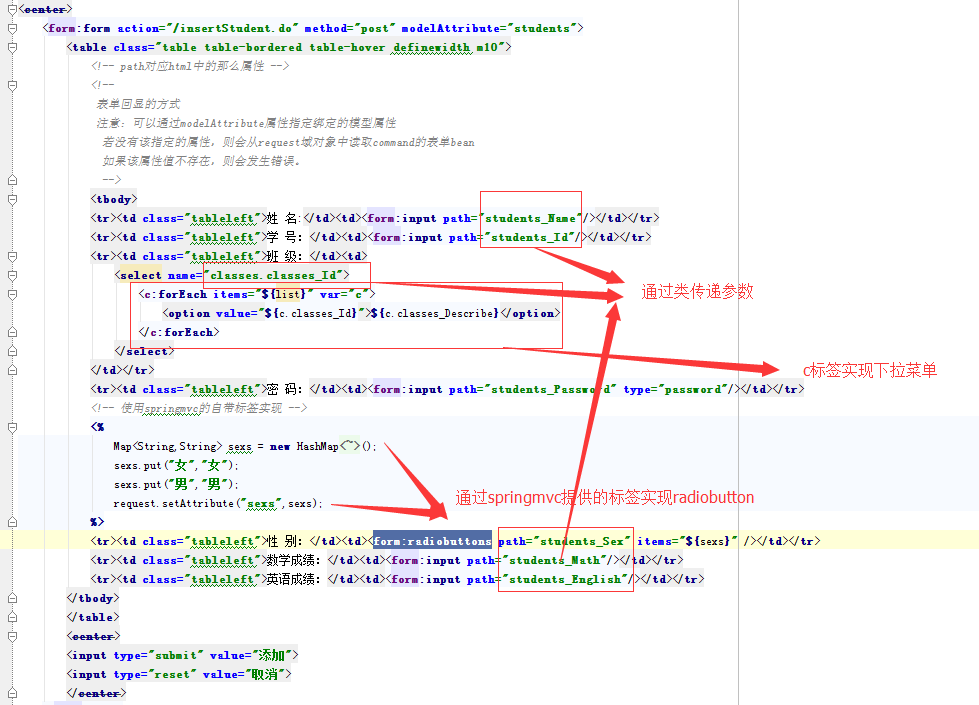 <center>
<form:form action="/insertStudent.do" method="post" modelAttribute="students">
<table class="table table-bordered table-hover definewidth m10">
<!-- path对应html中的那么属性 -->
<!--
表单回显的方式
注意：可以通过modelAttribute属性指定绑定的模型属性
若没有该指定的属性，则会从request域对象中读取command的表单bean
如果该属性值不存在，则会发生错误。
-->
<tbody>
<tr><td class="tableleft">姓 名:</td><td><form:input path="students_Name"/></td></tr>
<tr><td class="tableleft">学 号：</td><td><form:input path="students_Id"/></td></tr>
<tr><td class="tableleft">班 级：</td><td>
<select name="classes.classes_Id">
<c:forEach items="${list}" var="c">
<option value="${c.classes_Id}">${c.classes_Describe}</option>
</c:forEach>
</select>
</td></tr>
<tr><td class="tableleft">密 码：</td><td><form:input path="students_Password" type="password"/></td></tr>
<!-- 使用springmvc的自带标签实现 -->
<%
Map<String,String> sexs = new HashMap<~>();
sexs.put("女","女");
sexs.put("男","男");
request.setAttribute("sexs",sexs);
%>
<tr><td class="tableleft">性 别：</td><td><form:radiobuttons path="students_Sex" items="${sexs}" /></td></tr>
<tr><td class="tableleft">数学成绩：</td><td><form:input path="students_Math"/></td></tr>
<tr><td class="tableleft">英语成绩：</td><td><form:input path="students_English"/></td></tr>
</tbody>
</table>
<center>
<input type="submit" value="添加">
<input type="reset" value="取消">
</center>
通过类传递参数
c标签实现下拉菜单
通过springmvc提供的标签实现radiobutton